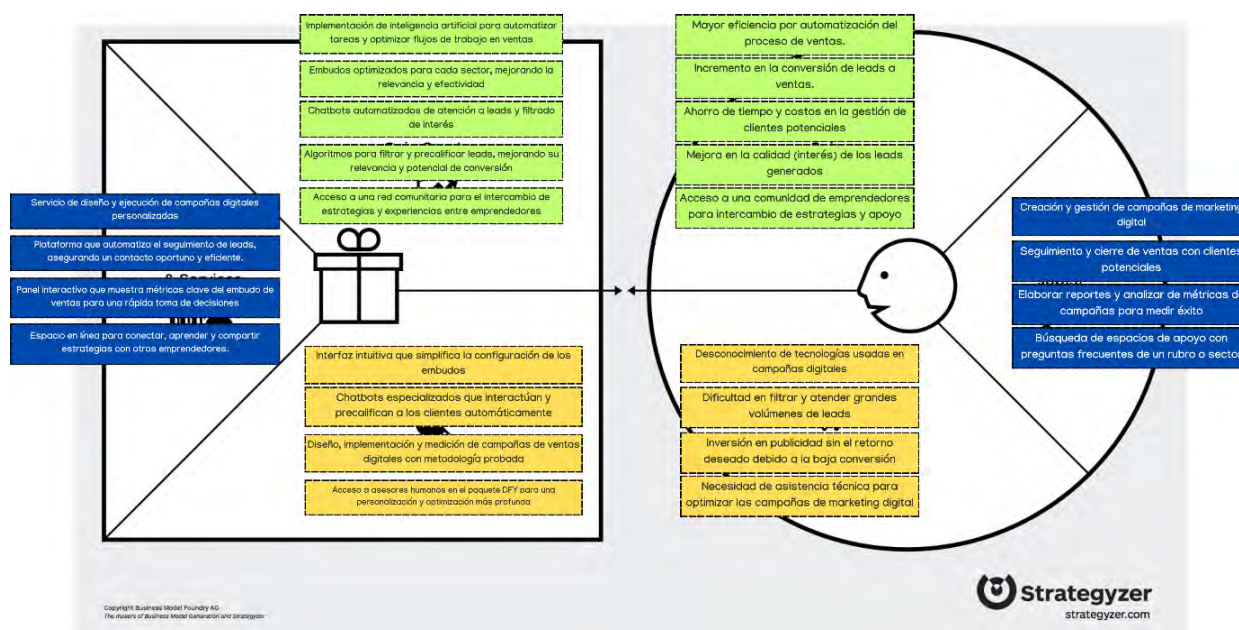 Implementación de inteligencia artificial para automatizar
tareas y optimizar flujos de trabajo en ventas
Embudos optimizados para cada sector, mejorando la
relevancia y efectividad
Chatbots automatizados de atención a leads y filtrado
de interés
Algoritmos para filtrar y precalificar leads, mejorando su
relevancia y potencial de conversión
Acceso a una red comunitaria para el intercambio de
estrategias y experiencias entre emprendedores
Servicio de diseño y ejecución de campañas digitales
personalizadas
Plataforma que automatiza el seguimiento de leads,
asegurando un contacto oportuno y eficiente.
Panel interactivo que muestra métricas clave del embudo de
ventas para una rápida toma de decisiones
Espacio en línea para conectar, aprender y compartir
estrategias con otros emprendedores.
Interfaz intuitiva que simplifica la configuración de los
embudos
Chatbots especializados que interactúan y
precalifican a los clientes automáticamente
Diseño, implementación y medición de campañas de ventas
digitales con metodología probada
Acceso a asesores humanos en el paquete DFY para una
personalización y optimización más profunda
Mayor eficiencia por automatización del
proceso de ventas.
Incremento en la conversión de leads a
ventas.
Ahorro de tiempo y costos en la gestión de
clientes potenciales
Mejora en la calidad (interés) de los leads
generados
Acceso a una comunidad de emprendedores
para intercambio de estrategias y apoyo
Creación y gestión de campañas de marketing
digital
Seguimiento y cierre de ventas con clientes
potenciales
Elaborar reportes y analizar de métricas de
campañas para medir éxito
Búsqueda de espacios de apoyo con
preguntas frecuentes de un rubro o sector
Desconocimiento de tecnologías usadas en
campañas digitales
Dificultad en filtrar y atender grandes
volúmenes de leads
Inversión en publicidad sin el retorno
deseado debido a la baja conversión
Necesidad de asistencia técnica para
optimizar las campañas de marketing digital
Copyright Business Model Foundry AG
The makers of Business Model Generation and Strategyzer
Strategyzer
strategyzer.com